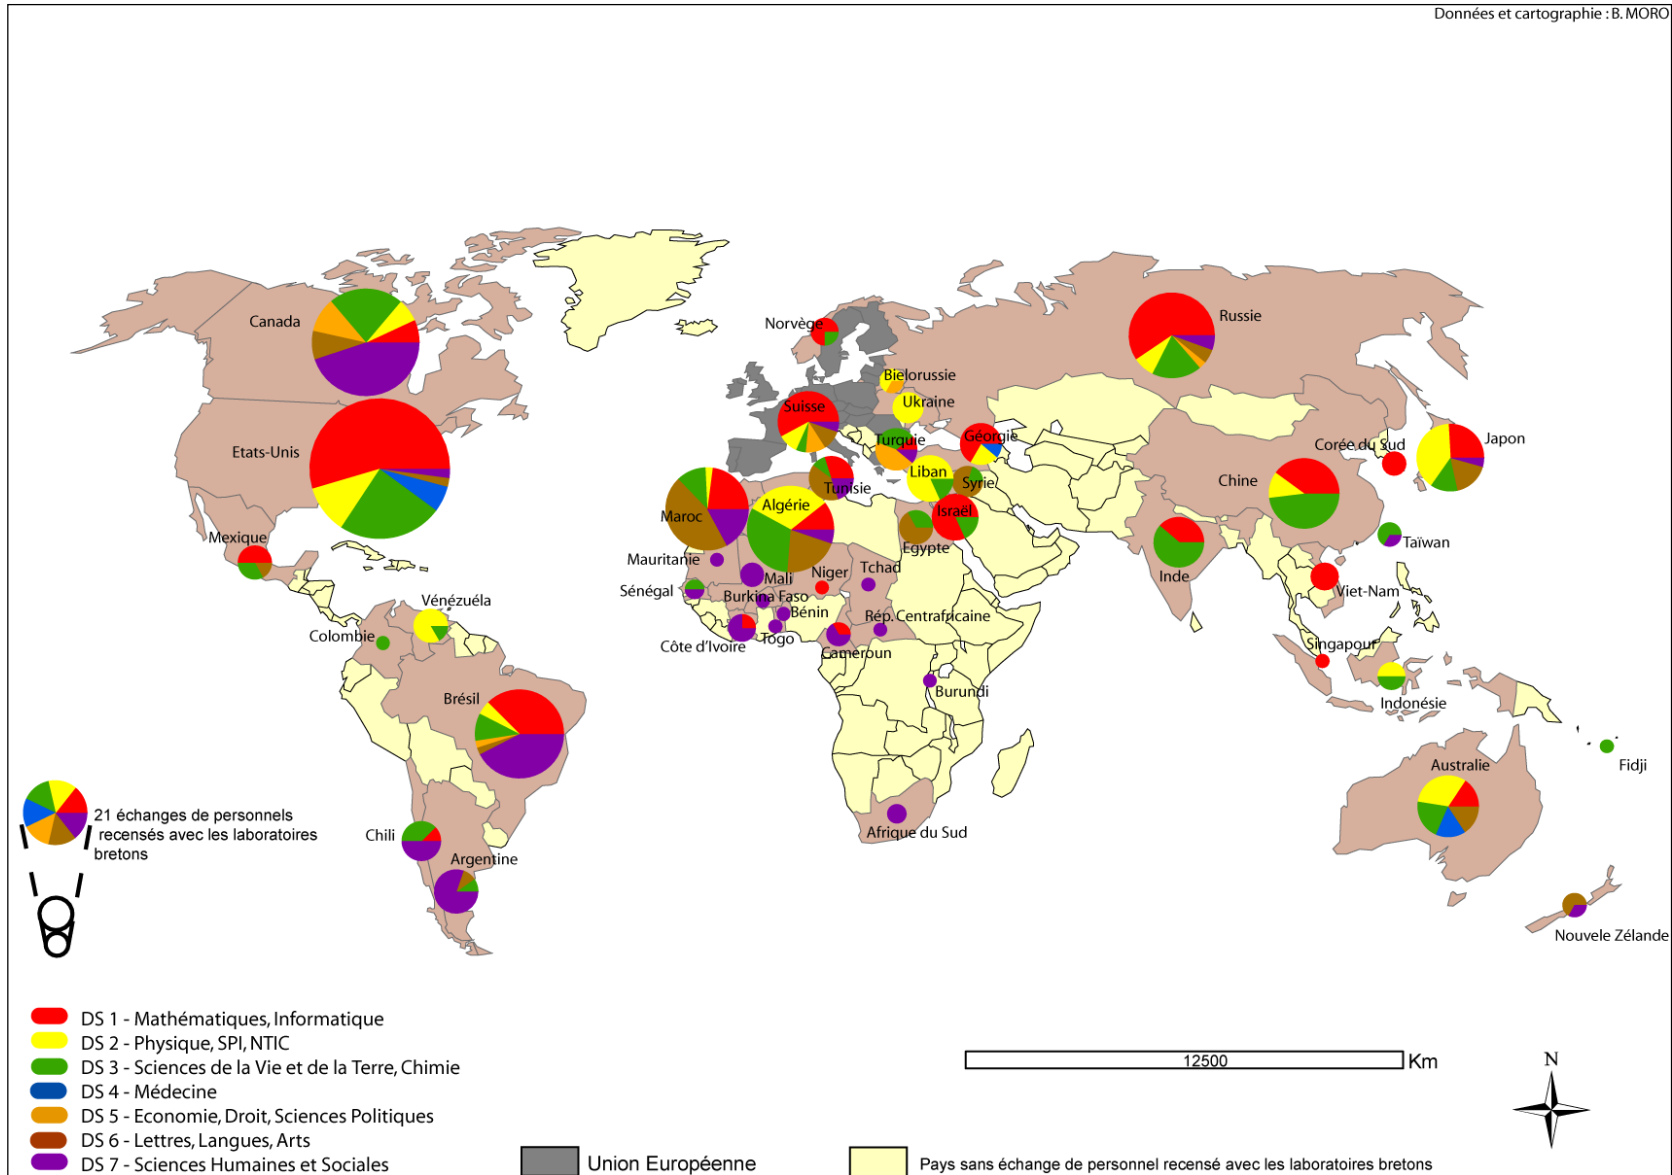 Données et cartographie : B. MORO
Norvège
Russie
Canada
Biélorussie
Ukraine
Suisse
Turquie
Géorgie
Corée du Sud
Japon
Etats-Unis
Liban
Syrie
Tunisie
Chine
Algérie
Maroc
Israël
Egypte
Mexique
Taïwan
Mauritanie
Mali
Niger
Tchad
Inde
Viet-Nam
Sénégal
Burkina Faso
Bénin
Rép. Centrafricaine
Vénézuéla
Colombie
Côte d'Ivoire
Togo
Cameroun
Singapour
Burundi
Indonésie
Brésil
Fidji
Australie
21 échanges de personnels
recensés avec les laboratoires
bretons
Chili
Afrique du Sud
Argentine
Nouvele Zélande
DS 1 - Mathématiques, Informatique
DS 2 - Physique, SPI, NTIC
DS 3 - Sciences de la Vie et de la Terre, Chimie
DS 4 - Médecine
DS 5 - Economie, Droit, Sciences Politiques
DS 6 - Lettres, Langues, Arts
DS 7 - Sciences Humaines et Sociales
12500 Km
N
Union Européenne
Pays sans échange de personnel recensé avec les laboratoires bretons